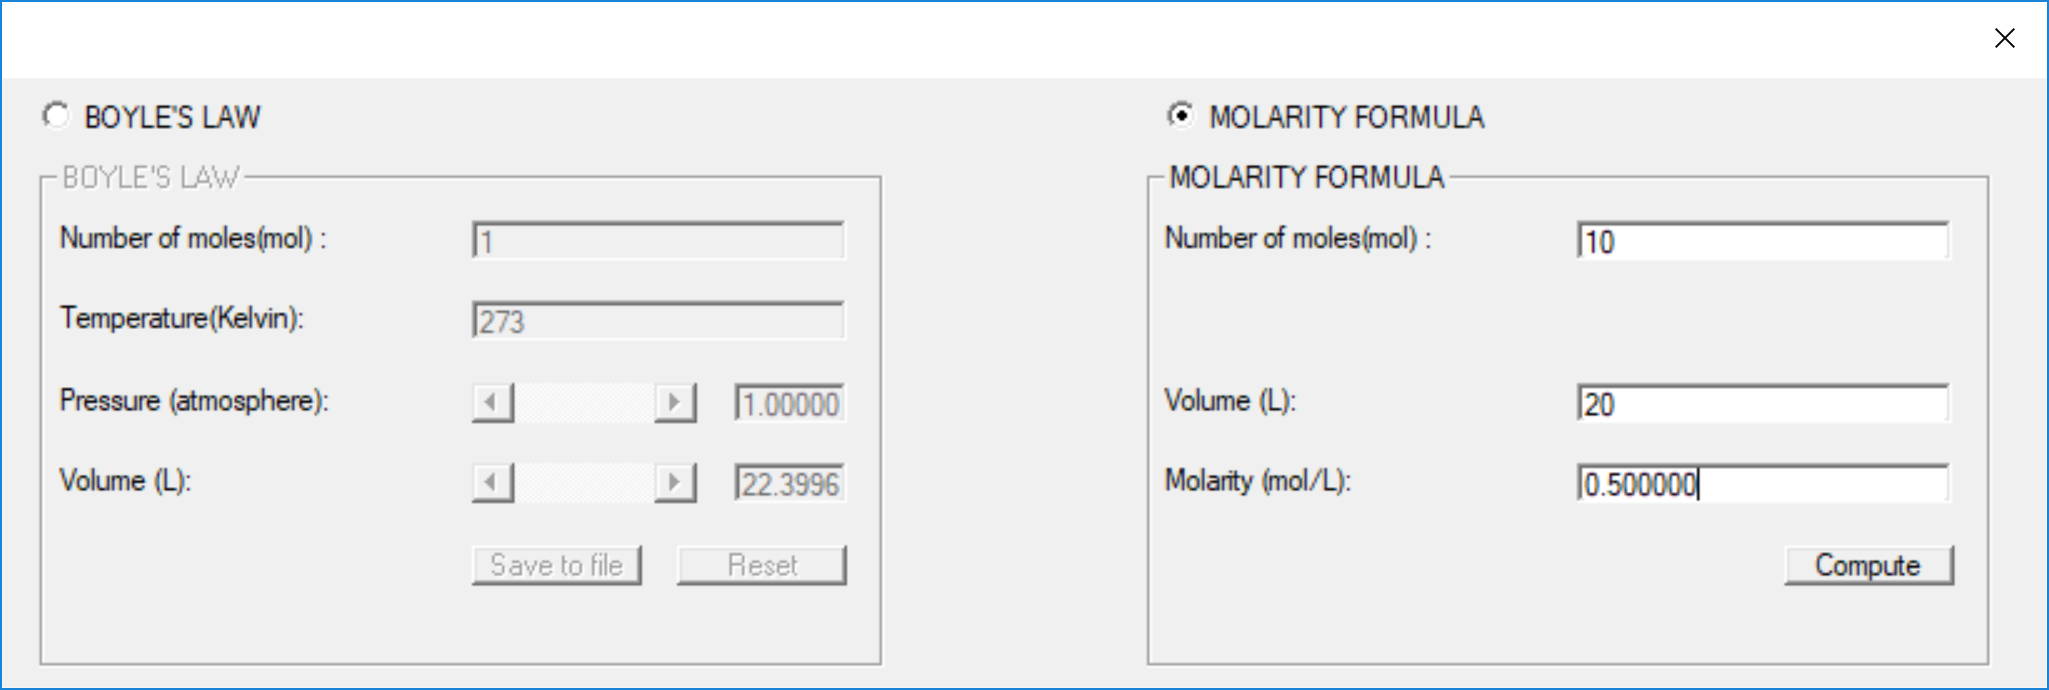 BOYLE'S LAW
BOYLE'S LAW
Number of moles(mol) : 1
Temperature(Kelvin): 273
Pressure (atmosphere): 1.00000
Volume (L): 22.3996
Save to file Reset
MOLARITY FORMULA
MOLARITY FORMULA
Number of moles(mol) : 10
Volume (L): 20
Molarity (mol/L): 0.500000
Compute